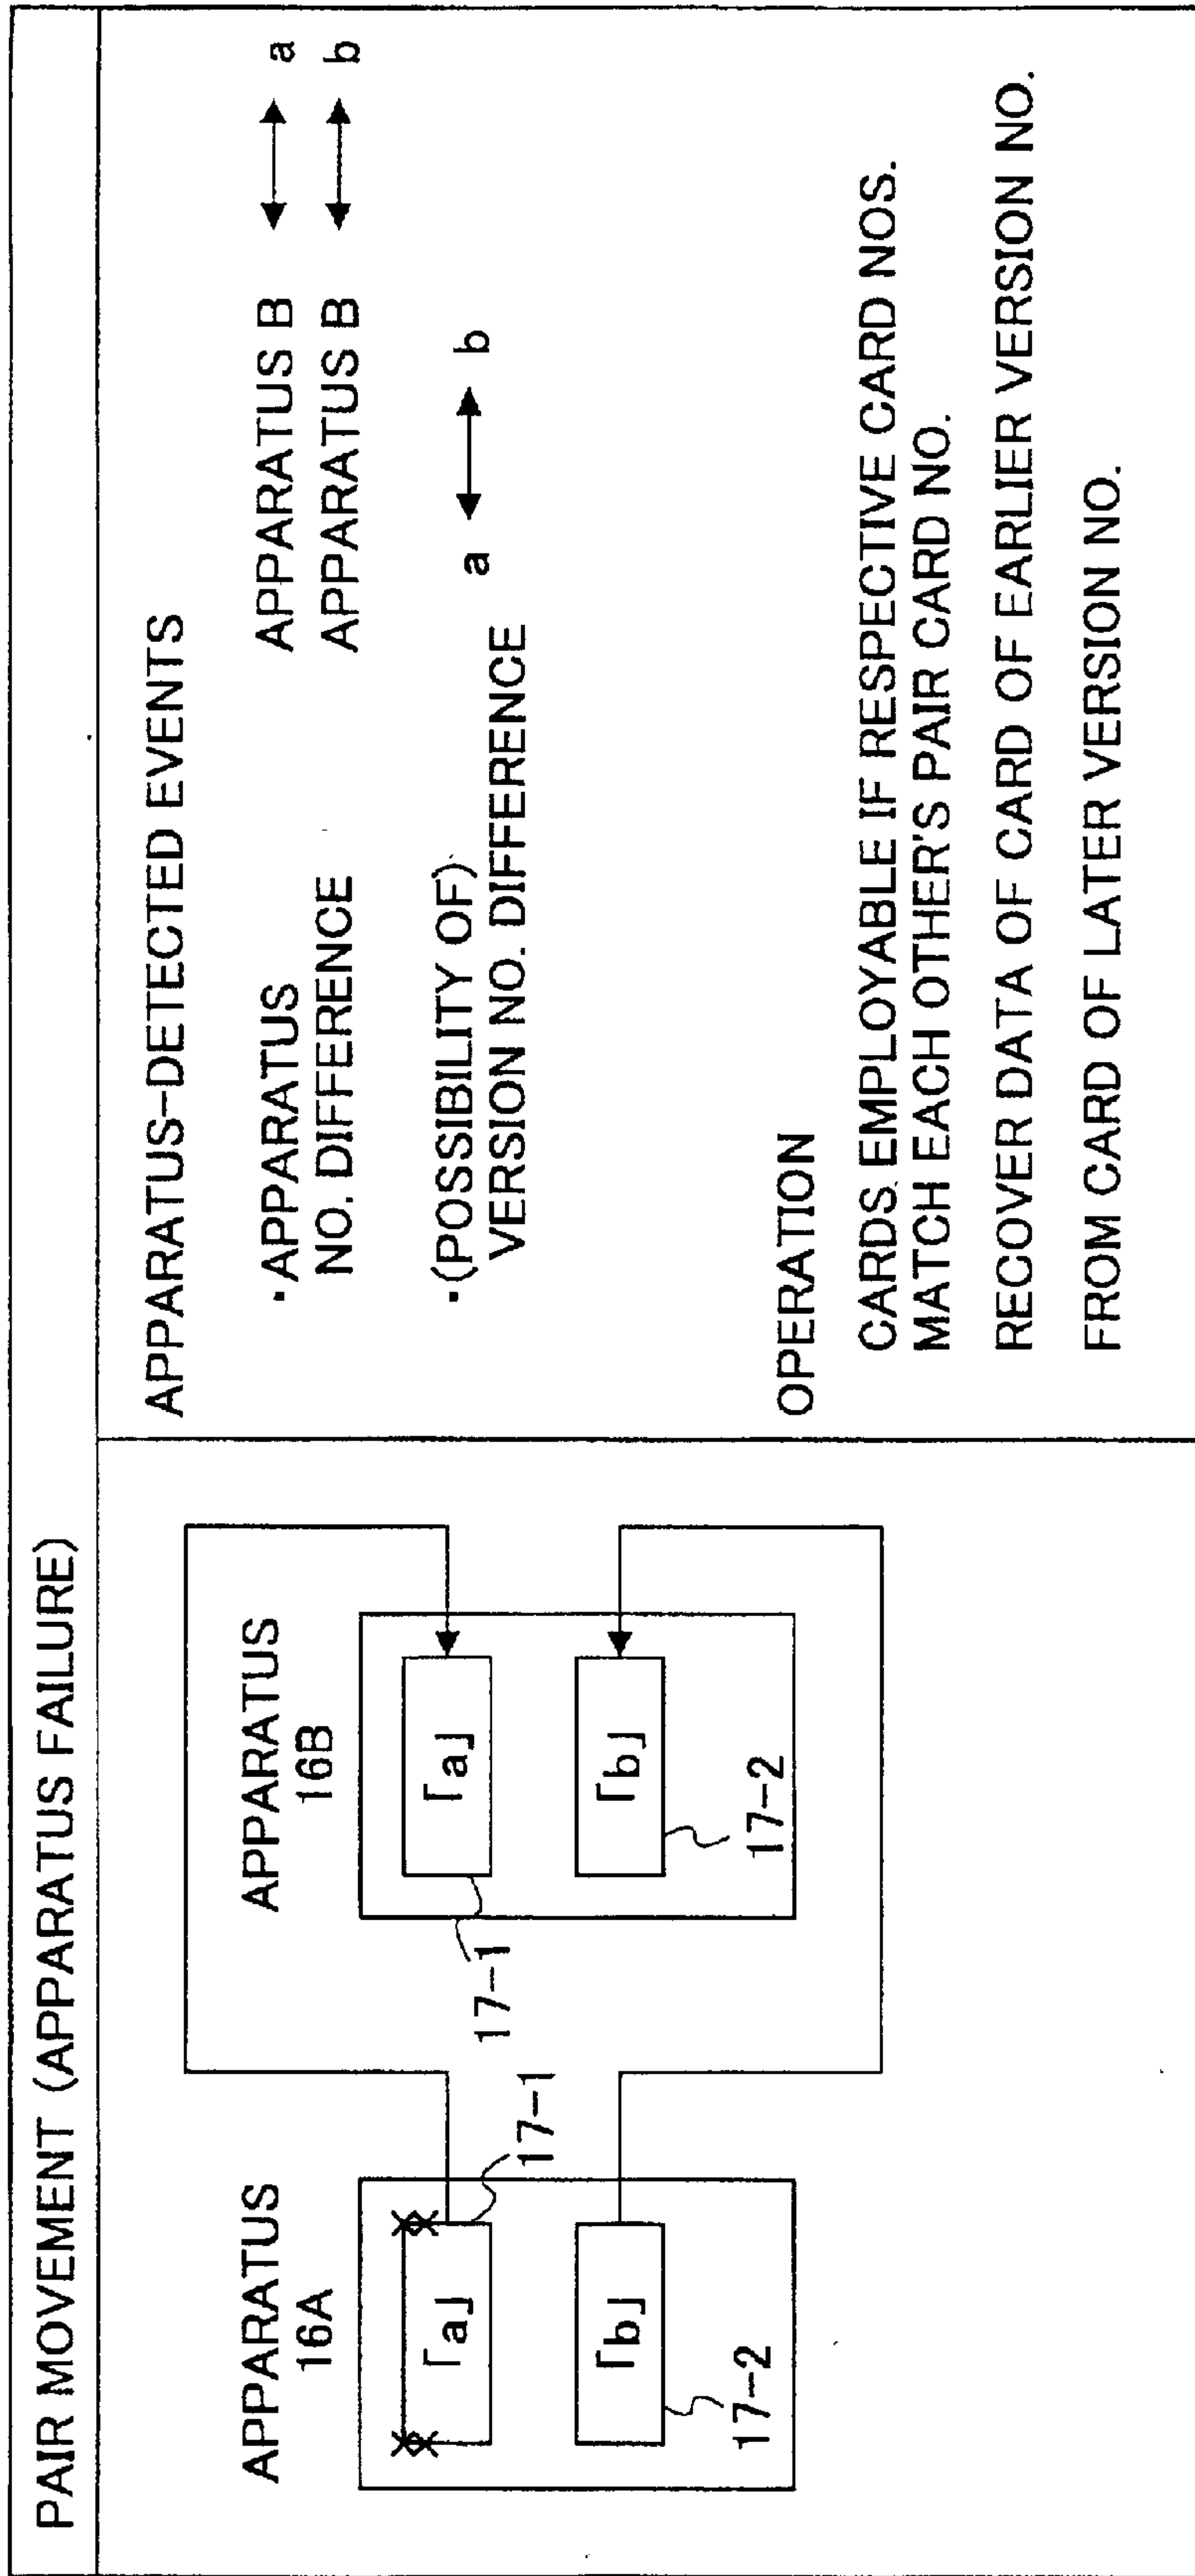 PAIR MOVEMENT (APPARATUS FAILURE)
APPARATUS
16A
「a」
17-1
「b」
17-2
APPARATUS
16B
「a」
17-1
「b」
17-2
APPARATUS-DETECTED EVENTS
・APPARATUS
NO. DIFFERENCE
APPARATUS B ↔ a
APPARATUS B ↔ b
・(POSSIBILITY OF)
VERSION NO. DIFFERENCE
a ↔ b
OPERATION
CARDS EMPLOYABLE IF RESPECTIVE CARD NOS.
MATCH EACH OTHER'S PAIR CARD NO.
RECOVER DATA OF CARD OF EARLIER VERSION NO.
FROM CARD OF LATER VERSION NO.